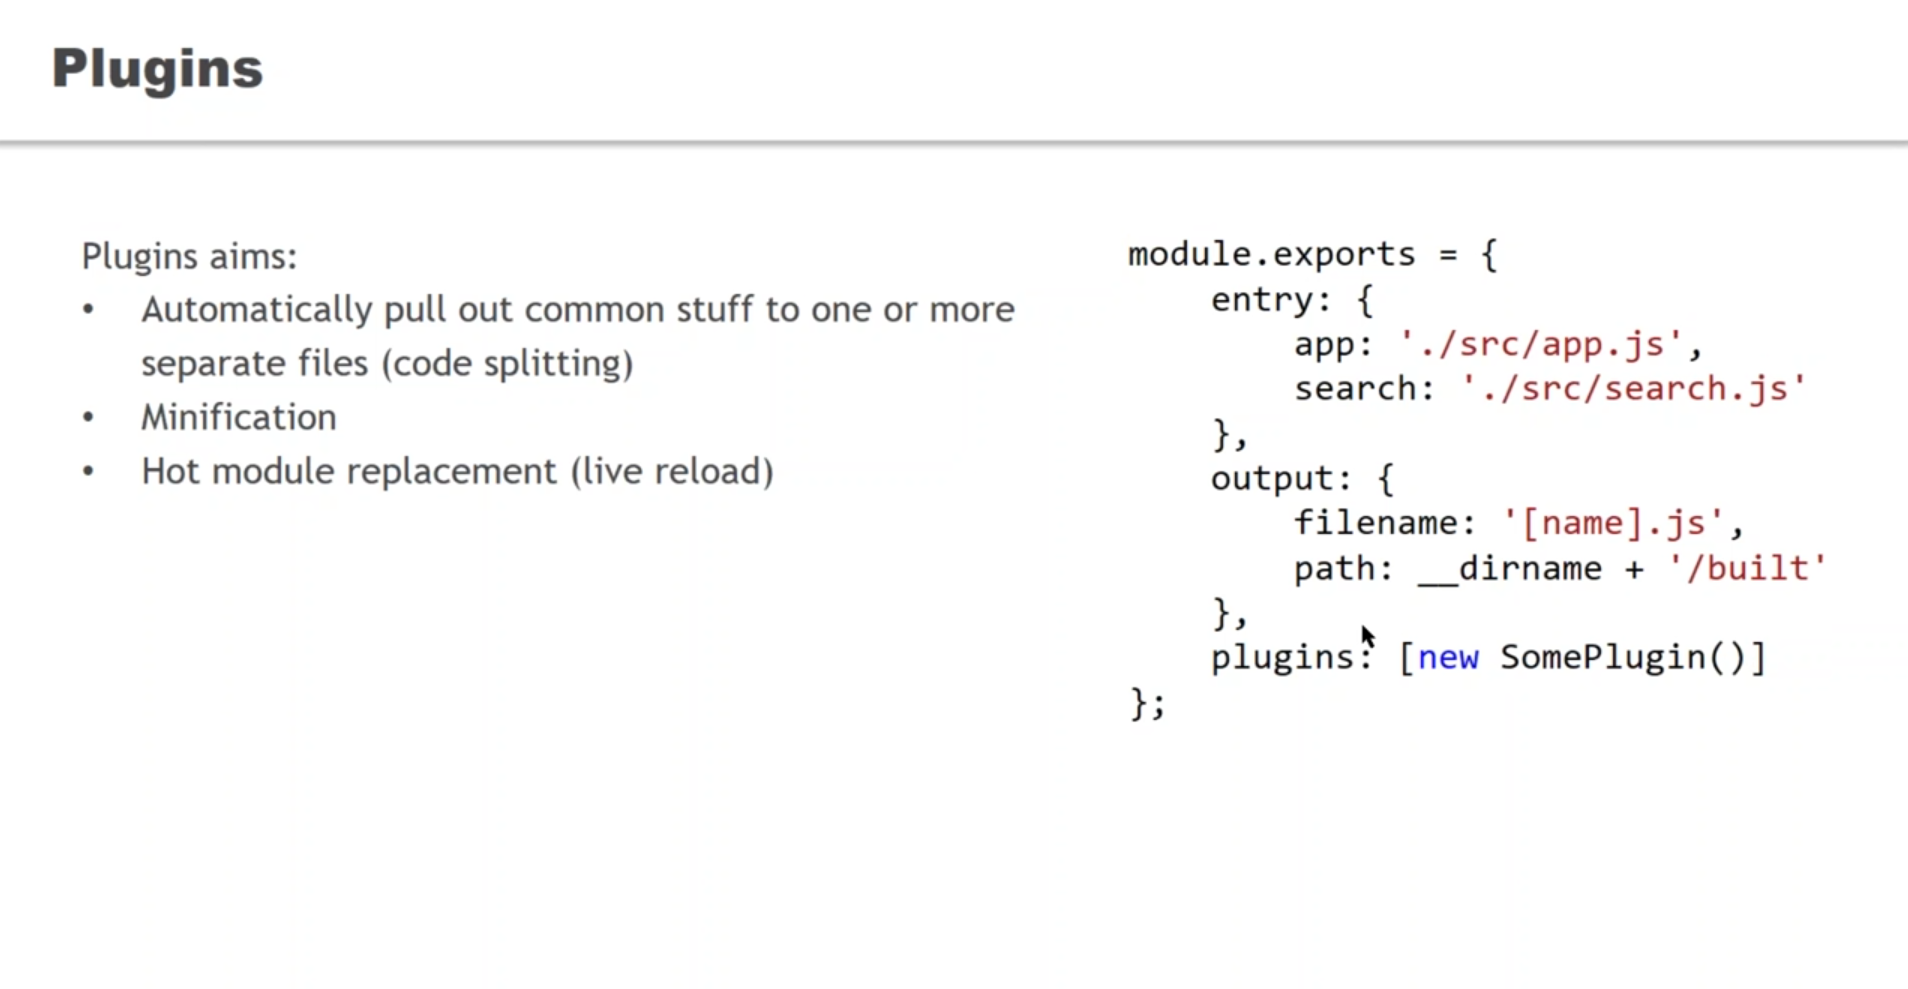 Plugins
Plugins aims:
• Automatically pull out common stuff to one or more
separate files (code splitting)
• Minification
• Hot module replacement (live reload)
module.exports = {
    entry: {
        app: './src/app.js',
        search: './src/search.js'
    },
    output: {
        filename: '[name].js',
        path: __dirname + '/built'
    },
    plugins: [new SomePlugin()]
};